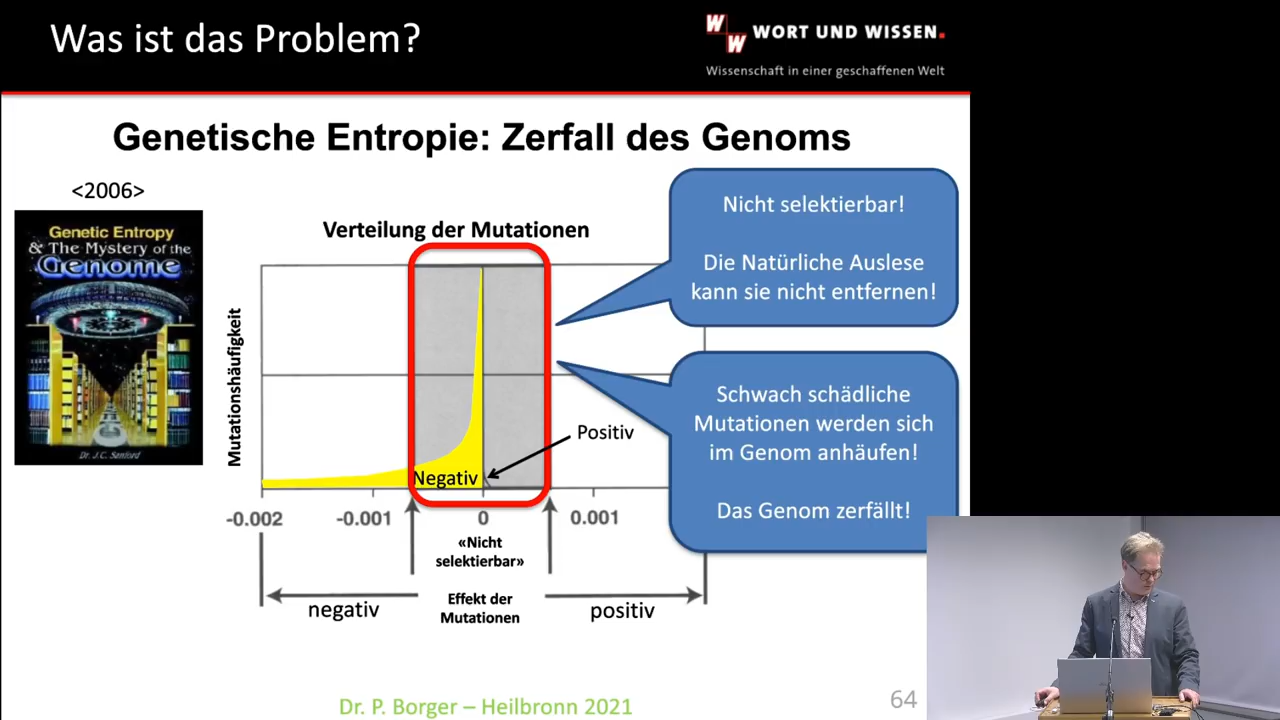 Was ist das Problem?
W
W
WORT UND WISSEN.
Wissenschaft in einer geschaffenen Welt
Genetische Entropie: Zerfall des Genoms
<2006>
Genetic Entropy
& The Mystery of the
Genome
Dr. J.C. Sanford
Verteilung der Mutationen
Mutationshäufigkeit
Negativ
Positiv
-0.002
-0.001
0
0.001
«Nicht
selektierbar»
negativ
Effekt der
Mutationen
positiv
Nicht selektierbar!
Die Natürliche Auslese
kann sie nicht entfernen!
Schwach schädliche
Mutationen werden sich
im Genom anhäufen!
Das Genom zerfällt!
Dr. P. Borger – Heilbronn 2021
64